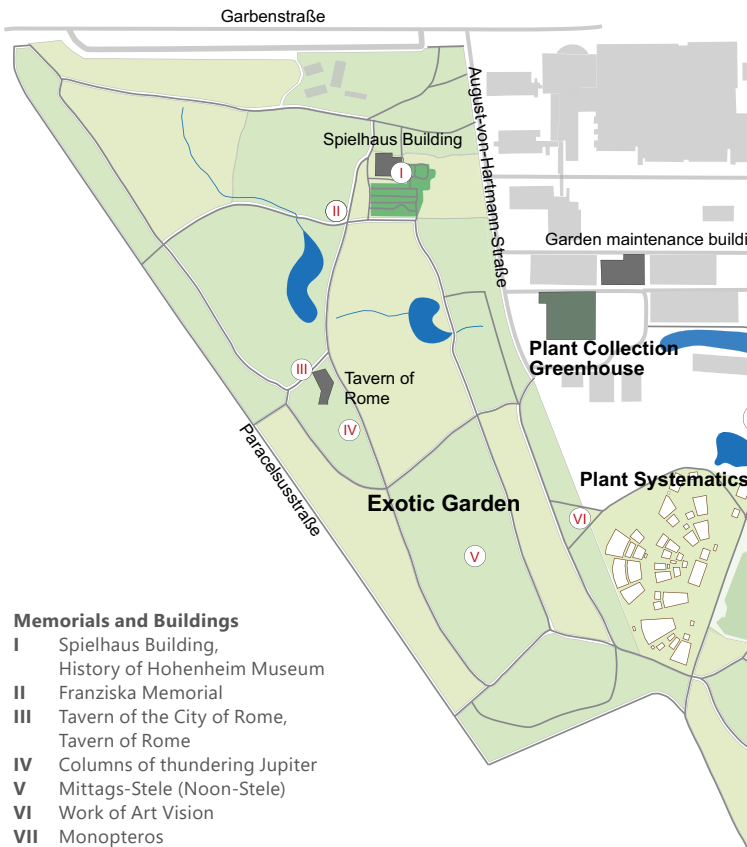 Garbenstraße
August-von-Hartmann-Straße
Spielhaus Building
I
II
Garden maintenance buildi
Plant Collection
Greenhouse
III
Tavern of
Rome
IV
Paracelsusstraße
Plant Systematics
Exotic Garden
VI
V
Memorials and Buildings
I Spielhaus Building,
History of Hohenheim Museum
II Franziska Memorial
III Tavern of the City of Rome,
Tavern of Rome
IV Columns of thundering Jupiter
V Mittags-Stele (Noon-Stele)
VI Work of Art Vision
VII Monopteros